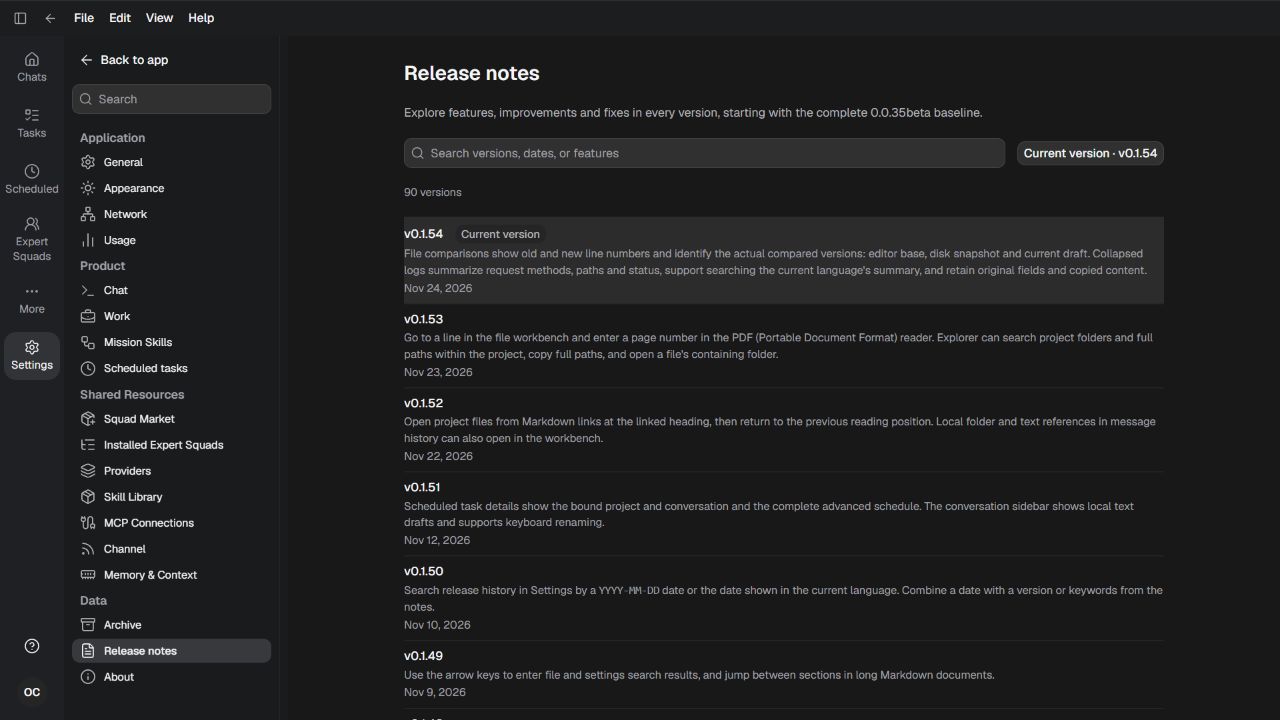 File Edit View Help
Chats
Tasks
Scheduled
Expert
Squads
More
Settings
OC
Back to app
Search
Application
General
Appearance
Network
Usage
Product
Chat
Work
Mission Skills
Scheduled tasks
Shared Resources
Squad Market
Installed Expert Squads
Providers
Skill Library
MCP Connections
Channel
Memory & Context
Data
Archive
Release notes
About
Release notes
Explore features, improvements and fixes in every version, starting with the complete 0.0.35beta baseline.
Search versions, dates, or features
Current version · v0.1.54
90 versions
v0.1.54 Current version
File comparisons show old and new line numbers and identify the actual compared versions: editor base, disk snapshot and current draft. Collapsed
logs summarize request methods, paths and status, support searching the current language's summary, and retain original fields and copied content.
Nov 24, 2026
v0.1.53
Go to a line in the file workbench and enter a page number in the PDF (Portable Document Format) reader. Explorer can search project folders and full
paths within the project, copy full paths, and open a file's containing folder.
Nov 23, 2026
v0.1.52
Open project files from Markdown links at the linked heading, then return to the previous reading position. Local folder and text references in message
history can also open in the workbench.
Nov 22, 2026
v0.1.51
Scheduled task details show the bound project and conversation and the complete advanced schedule. The conversation sidebar shows local text
drafts and supports keyboard renaming.
Nov 12, 2026
v0.1.50
Search release history in Settings by a YYYY-MM-DD date or the date shown in the current language. Combine a date with a version or keywords from the
notes.
Nov 10, 2026
v0.1.49
Use the arrow keys to enter file and settings search results, and jump between sections in long Markdown documents.
Nov 9, 2026